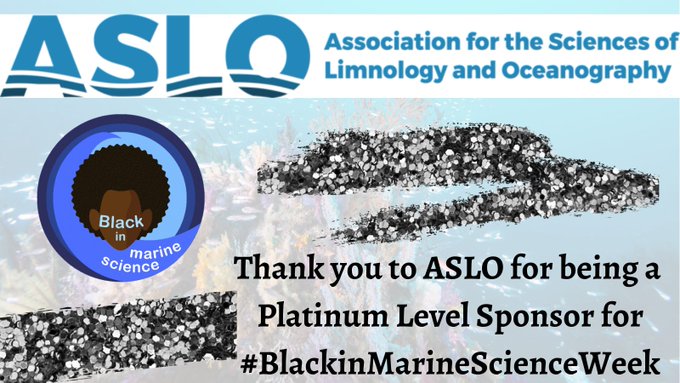 ASLO
Association for the Sciences of
Limnology and Oceanography
Black
in
marine
science
Thank you to ASLO for being a
Platinum Level Sponsor for
#BlackinMarineScienceWeek